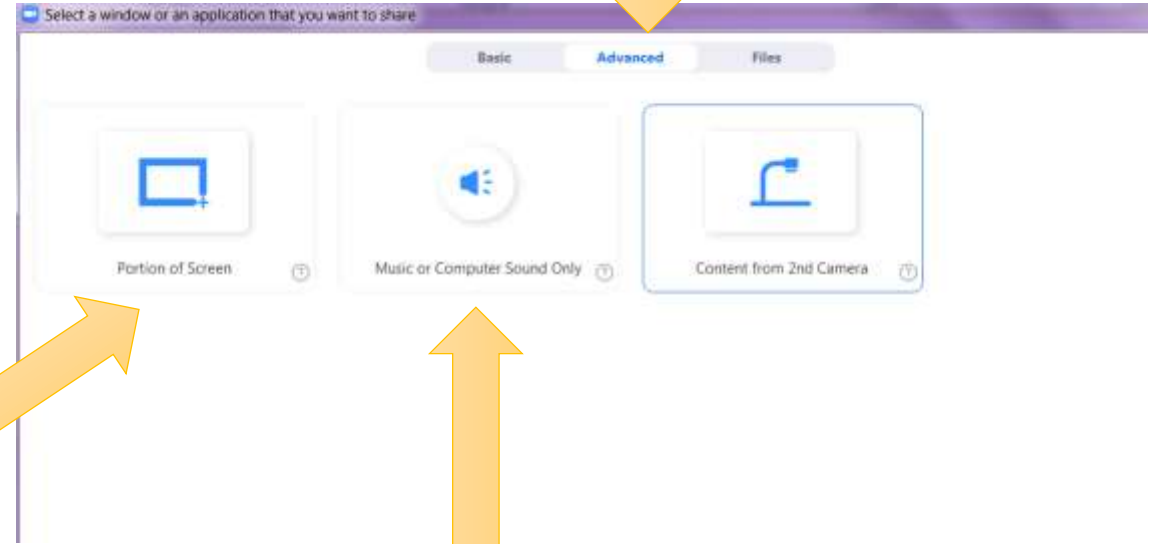 Select a window or an application that you want to share
Basic Advanced Files
Portion of Screen
Music or Computer Sound Only
Content from 2nd Camera